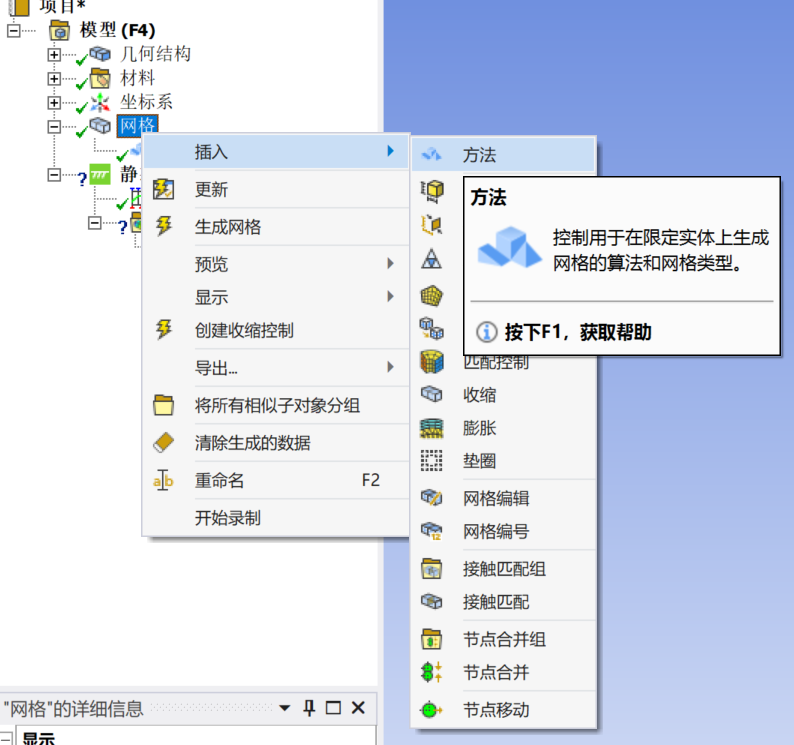 项目*
模型 (F4)
几何结构
材料
坐标系
网格
静
插入
更新
生成网格
预览
显示
创建收缩控制
导出...
将所有相似子对象分组
清除生成的数据
重命名 F2
开始录制
方法
方法
控制用于在限定实体上生成
网格的算法和网格类型。
按下F1，获取帮助
匹配控制
收缩
膨胀
垫圈
网格编辑
网格编号
接触匹配组
接触匹配
节点合并组
节点合并
节点移动
"网格"的详细信息
显示